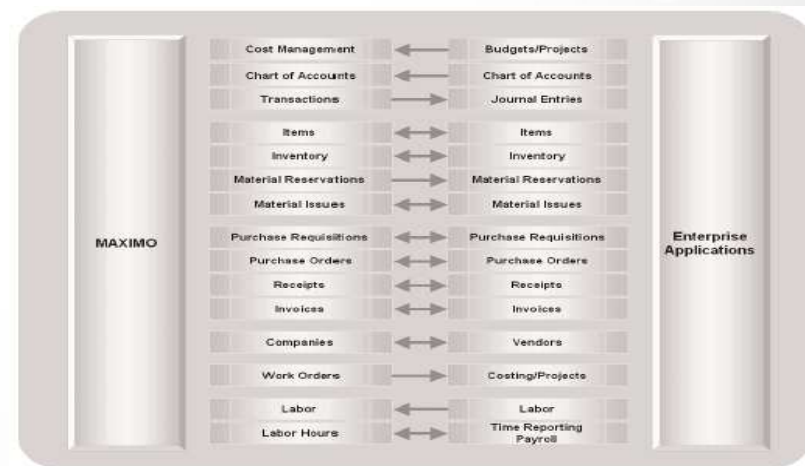 MAXIMO
Cost Management Budgets/Projects
Chart of Accounts Chart of Accounts
Transactions Journal Entries
Items Items
Inventory Inventory
Material Reservations Material Reservations
Material Issues Material Issues
Purchase Requisitions Purchase Requisitions
Purchase Orders Purchase Orders
Receipts Receipts
Invoices Invoices
Companies Vendors
Work Orders Costing/Projects
Labor Labor
Labor Hours Time Reporting
Payroll
Enterprise
Applications